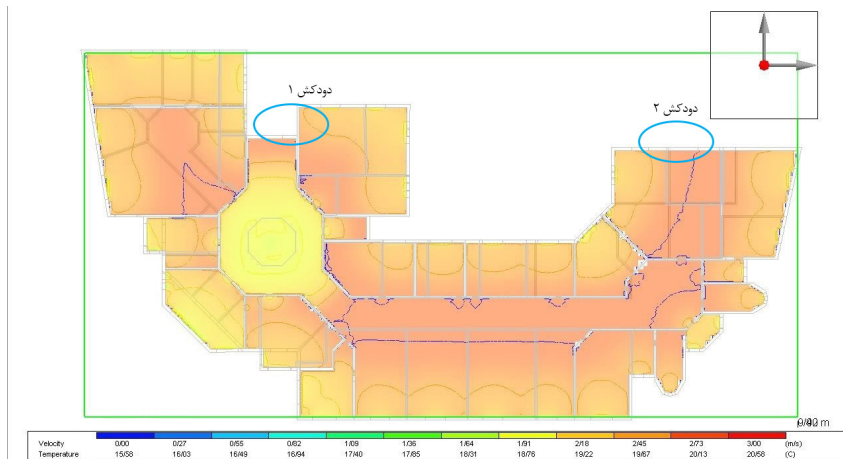 دودکش ۱
دودکش ۲
Velocity 0/00 0/27 0/55 0/82 1/09 1/36 1/64 1/91 2/18 2/45 2/73 3/00 (m/s)
Temperature 15/58 16/03 16/49 16/94 17/40 17/85 18/31 18/76 19/22 19/67 20/13 20/58 (C)